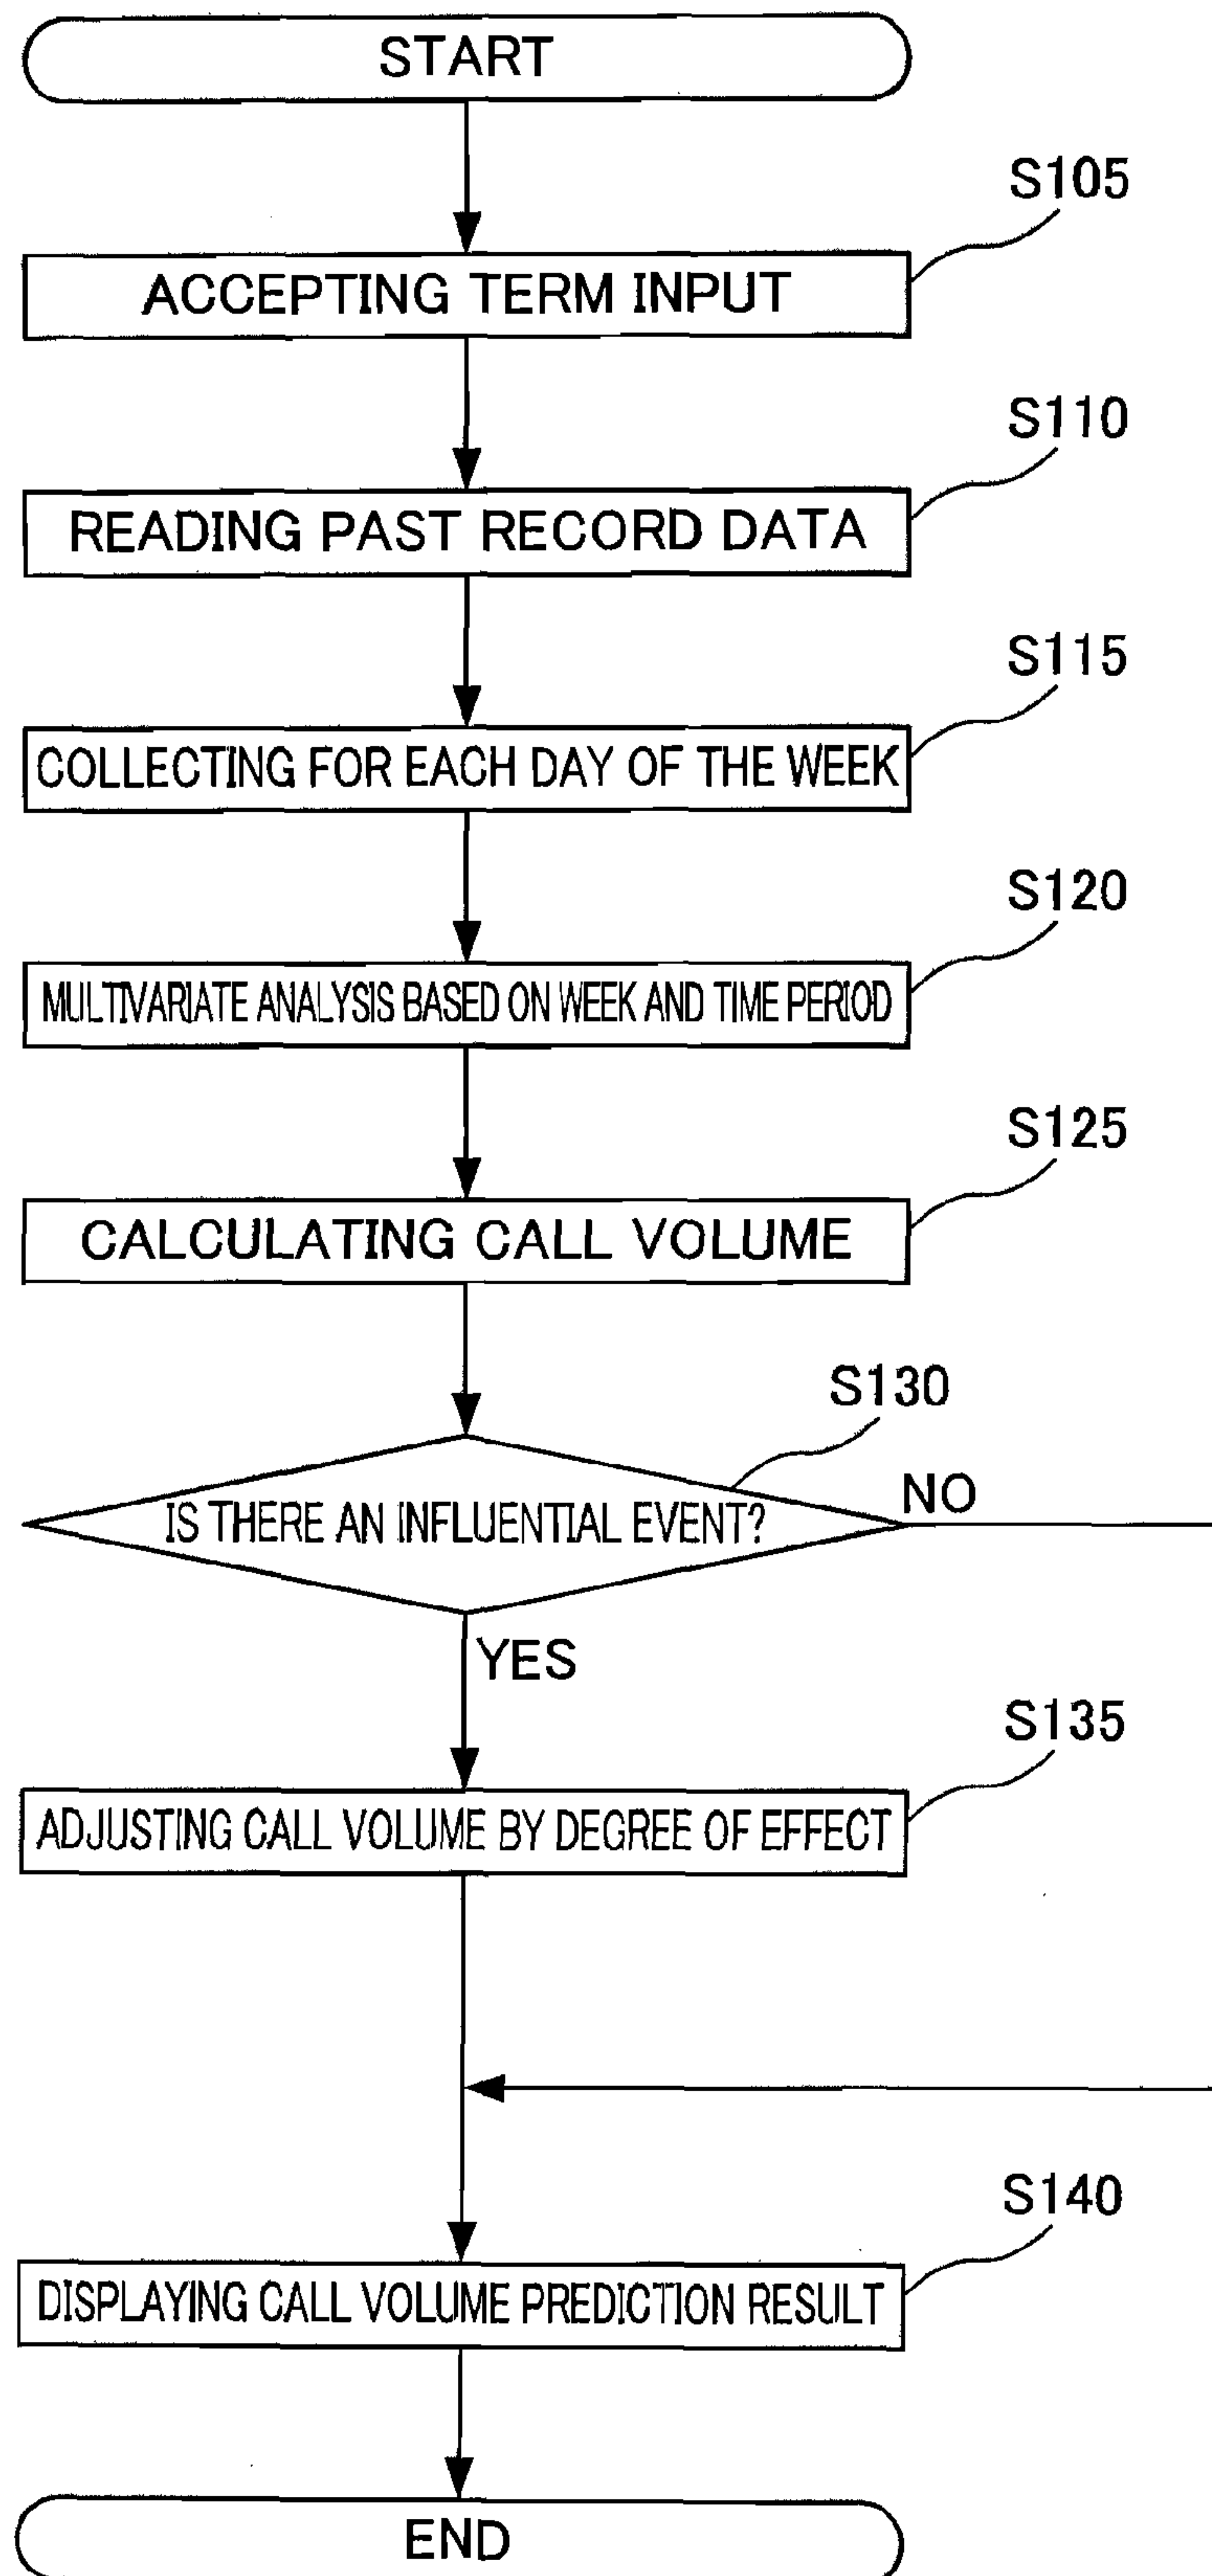 START
S105
ACCEPTING TERM INPUT
S110
READING PAST RECORD DATA
S115
COLLECTING FOR EACH DAY OF THE WEEK
S120
MULTIVARIATE ANALYSIS BASED ON WEEK AND TIME PERIOD
S125
CALCULATING CALL VOLUME
S130
IS THERE AN INFLUENTIAL EVENT?
NO
YES
S135
ADJUSTING CALL VOLUME BY DEGREE OF EFFECT
S140
DISPLAYING CALL VOLUME PREDICTION RESULT
END